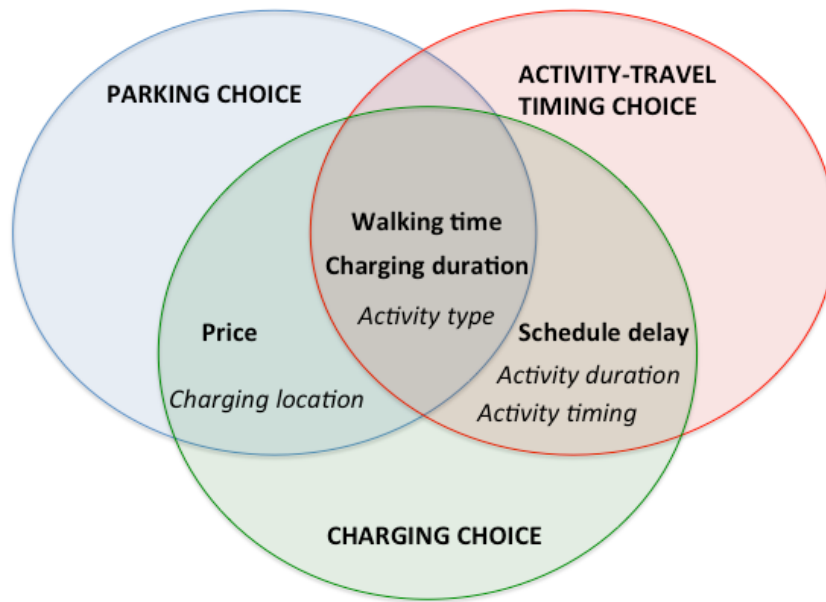 PARKING CHOICE
ACTIVITY-TRAVEL
TIMING CHOICE
Walking time
Charging duration
Activity type
Price
Charging location
Schedule delay
Activity duration
Activity timing
CHARGING CHOICE